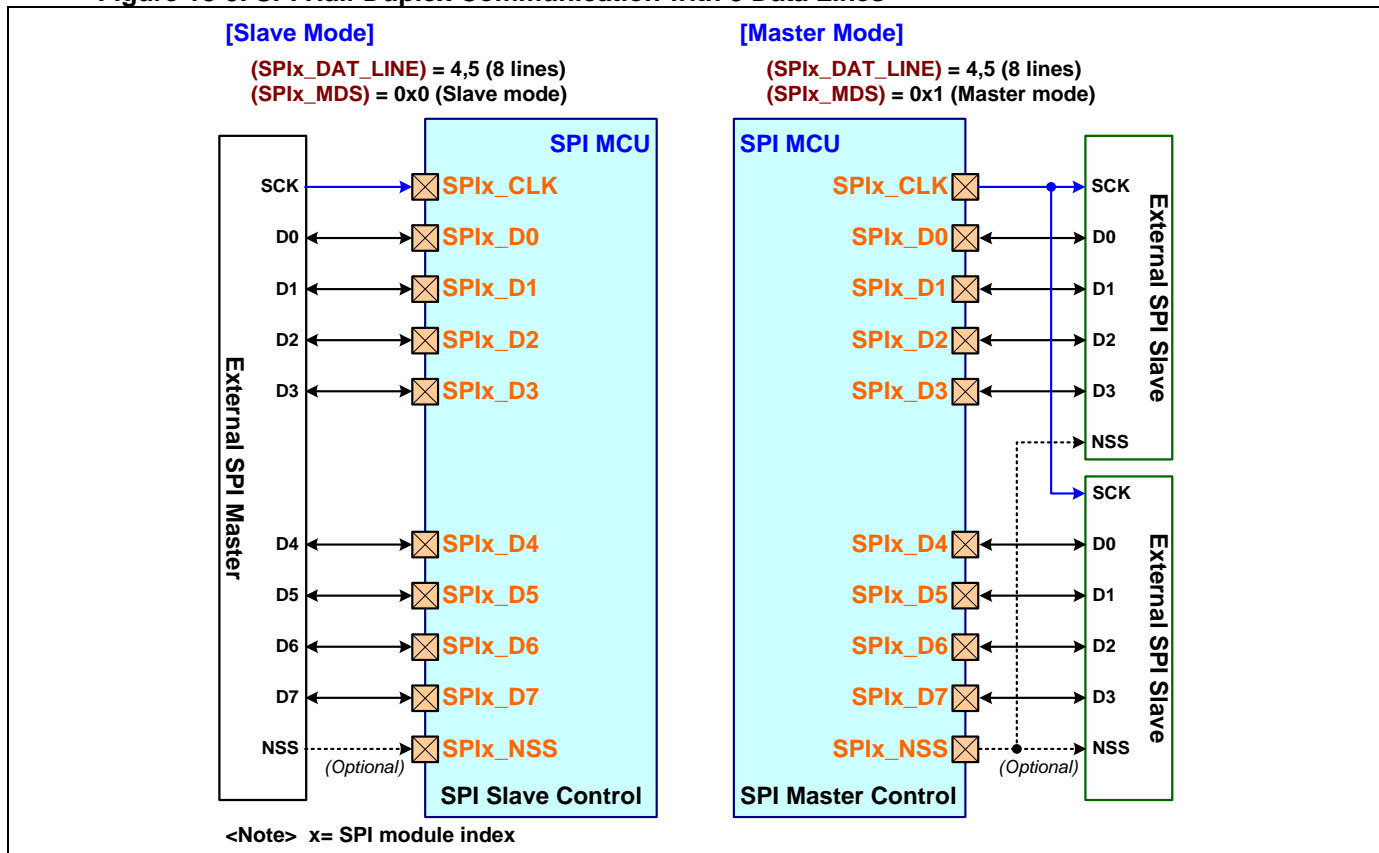 [Slave Mode]
(SPIx_DAT_LINE) = 4,5 (8 lines)
(SPIx_MDS) = 0x0 (Slave mode)
SPI MCU
SCK
SPIx_CLK
D0
SPIx_D0
D1
SPIx_D1
D2
SPIx_D2
D3
SPIx_D3
External SPI Master
D4
SPIx_D4
D5
SPIx_D5
D6
SPIx_D6
D7
SPIx_D7
NSS
SPIx_NSS
(Optional)
SPI Slave Control
[Master Mode]
(SPIx_DAT_LINE) = 4,5 (8 lines)
(SPIx_MDS) = 0x1 (Master mode)
SPI MCU
SPIx_CLK
SCK
SPIx_D0
D0
SPIx_D1
D1
SPIx_D2
D2
SPIx_D3
D3
NSS
External SPI Slave
SCK
SPIx_D4
D0
SPIx_D5
D1
SPIx_D6
D2
SPIx_D7
D3
SPIx_NSS
NSS
(Optional)
External SPI Slave
SPI Master Control
<Note> x= SPI module index